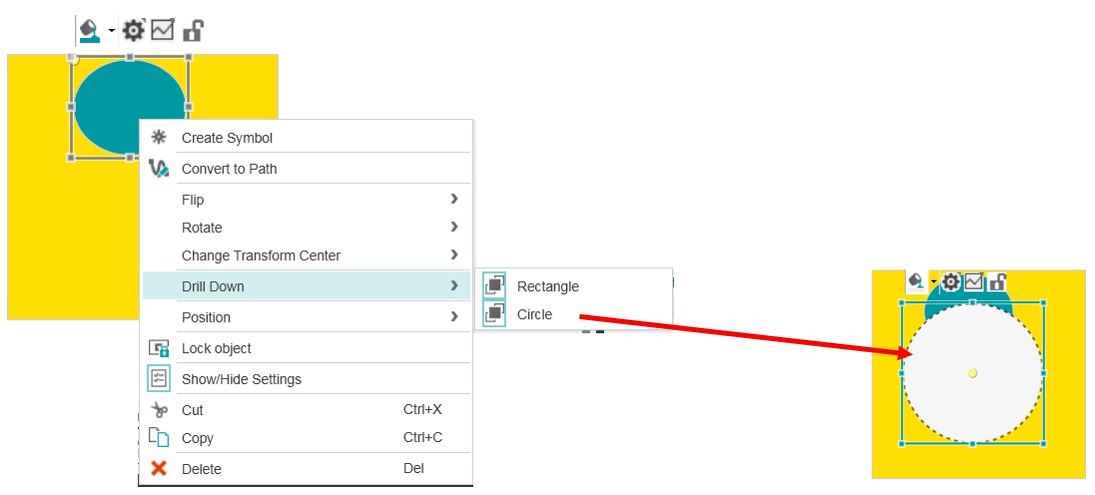 Create Symbol
Convert to Path
Flip
Rotate
Change Transform Center
Drill Down
Rectangle
Circle
Position
Lock object
Show/Hide Settings
Cut Ctrl+X
Copy Ctrl+C
Delete Del